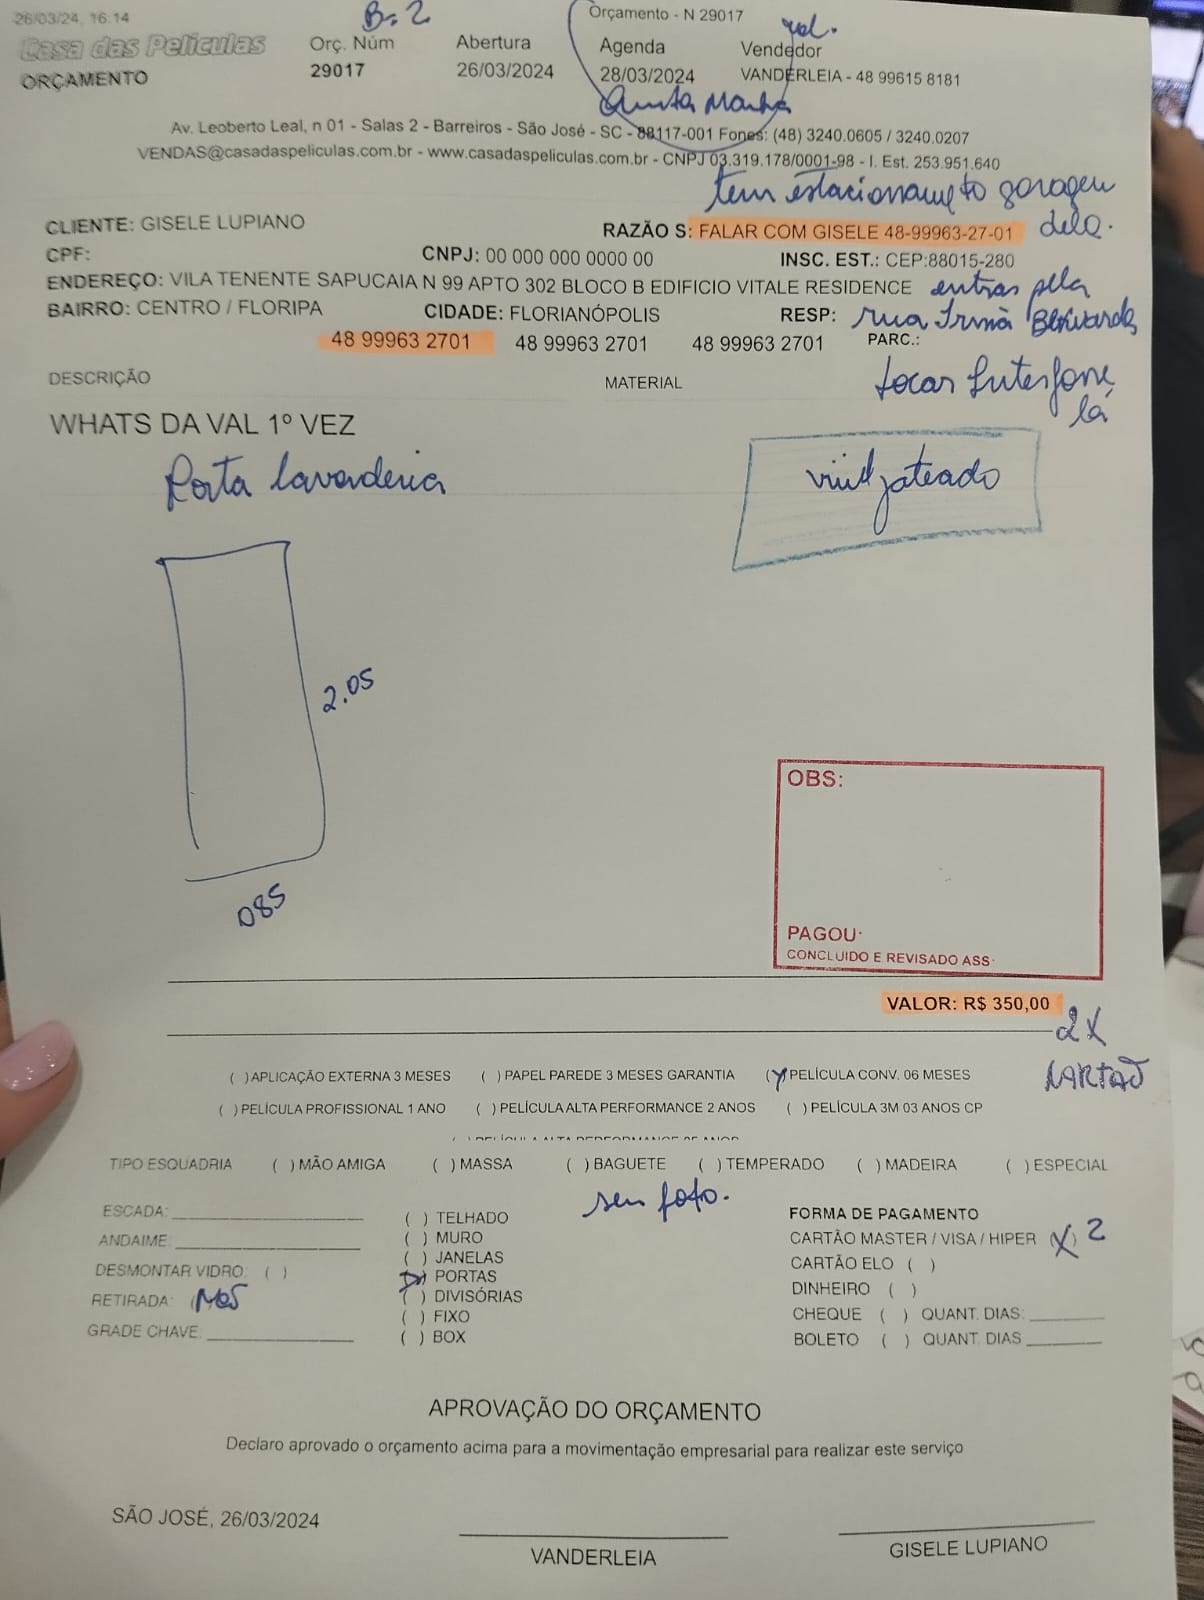 26/03/24, 16:14
B. 2
Orçamento - N 29017
Casa das Películas
ORÇAMENTO
Orç. Núm
29017
Abertura
26/03/2024
Agenda
28/03/2024
Quinta Manhã
val.
Vendedor
VANDERLEIA - 48 99615 8181
Av. Leoberto Leal, n 01 - Salas 2 - Barreiros - São José - SC - 88117-001 Fones: (48) 3240.0605 / 3240.0207
VENDAS@casadaspeliculas.com.br - www.casadaspeliculas.com.br - CNPJ 03.319.178/0001-98 - I. Est. 253.951.640
tem estacionamento garagem
dela.
CLIENTE: GISELE LUPIANO
RAZÃO S: FALAR COM GISELE 48-99963-27-01
CPF:
CNPJ: 00 000 000 0000 00
INSC. EST.: CEP:88015-280
ENDEREÇO: VILA TENENTE SAPUCAIA N 99 APTO 302 BLOCO B EDIFICIO VITALE RESIDENCE
entras pela
BAIRRO: CENTRO / FLORIPA
CIDADE: FLORIANÓPOLIS
RESP:
rua Irmã Benwarda
48 99963 2701 48 99963 2701 48 99963 2701
PARC.:
tocar Interfone
lá
DESCRIÇÃO
MATERIAL
WHATS DA VAL 1º VEZ
Porta lavanderia
jateado
2.05
085
OBS:
PAGOU:
CONCLUIDO E REVISADO ASS:
VALOR: R$ 350,00
2X
CARTÃO
( ) APLICAÇÃO EXTERNA 3 MESES ( ) PAPEL PAREDE 3 MESES GARANTIA (X) PELÍCULA CONV. 06 MESES
( ) PELÍCULA PROFISSIONAL 1 ANO ( ) PELÍCULA ALTA PERFORMANCE 2 ANOS ( ) PELÍCULA 3M 03 ANOS CP
TIPO ESQUADRIA ( ) MÃO AMIGA ( ) MASSA ( ) BAGUETE ( ) TEMPERADO ( ) MADEIRA ( ) ESPECIAL
sem foto.
ESCADA:
ANDAIME:
DESMONTAR VIDRO: ( )
RETIRADA: (
GRADE CHAVE:
( ) TELHADO
( ) MURO
( ) JANELAS
(X) PORTAS
( ) DIVISÓRIAS
( ) FIXO
( ) BOX
FORMA DE PAGAMENTO
CARTÃO MASTER / VISA / HIPER (X) 2
CARTÃO ELO ( )
DINHEIRO ( )
CHEQUE ( ) QUANT. DIAS:
BOLETO ( ) QUANT. DIAS
APROVAÇÃO DO ORÇAMENTO
Declaro aprovado o orçamento acima para a movimentação empresarial para realizar este serviço
SÃO JOSÉ, 26/03/2024
VANDERLEIA
GISELE LUPIANO